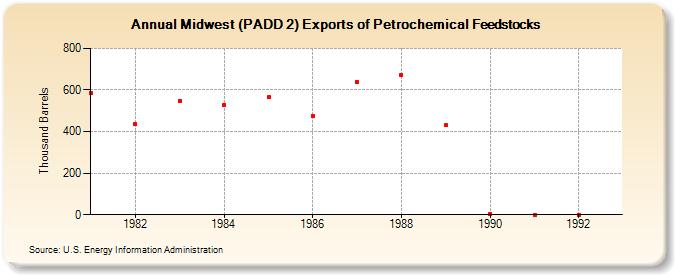 Annual Midwest (PADD 2) Exports of Petrochemical Feedstocks
Thousand Barrels
800
600
400
200
0
1982 1984 1986 1988 1990 1992
Source: U.S. Energy Information Administration